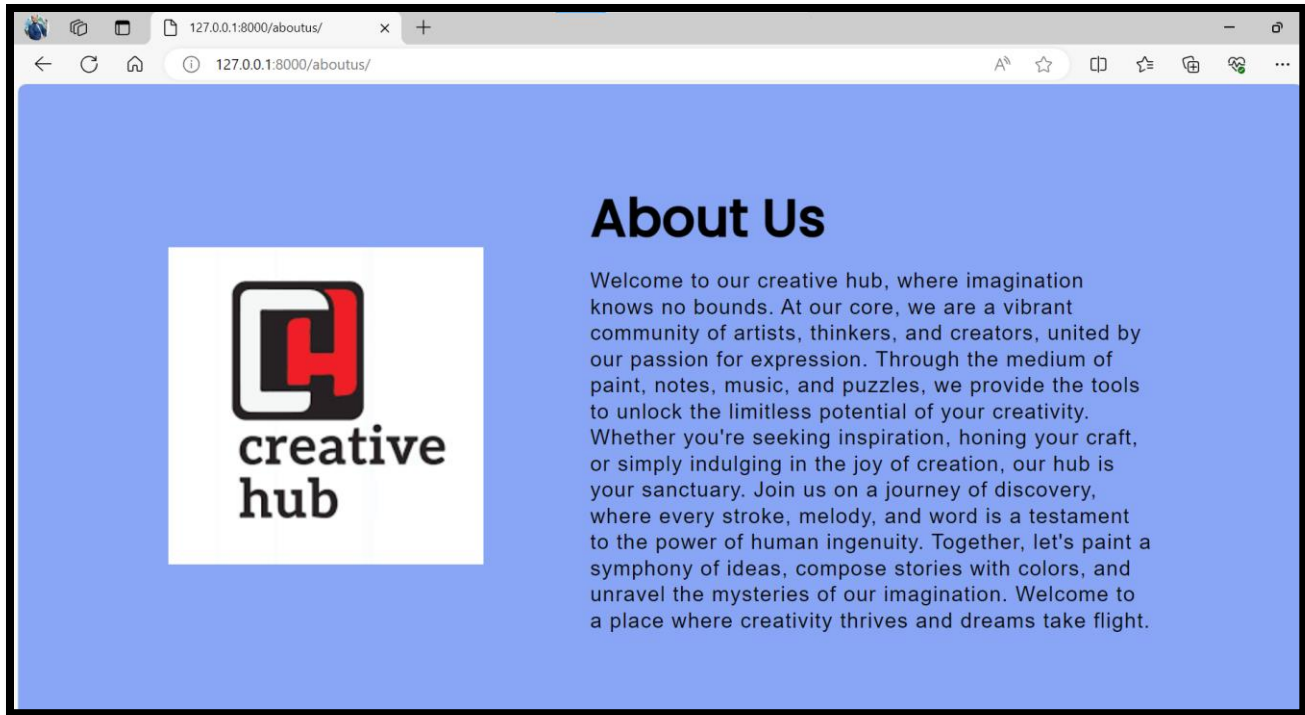 127.0.0.1:8000/aboutus/
127.0.0.1:8000/aboutus/
About Us
Welcome to our creative hub, where imagination
knows no bounds. At our core, we are a vibrant
community of artists, thinkers, and creators, united by
our passion for expression. Through the medium of
paint, notes, music, and puzzles, we provide the tools
to unlock the limitless potential of your creativity.
Whether you're seeking inspiration, honing your craft,
or simply indulging in the joy of creation, our hub is
your sanctuary. Join us on a journey of discovery,
where every stroke, melody, and word is a testament
to the power of human ingenuity. Together, let's paint a
symphony of ideas, compose stories with colors, and
unravel the mysteries of our imagination. Welcome to
a place where creativity thrives and dreams take flight.
CH
creative
hub